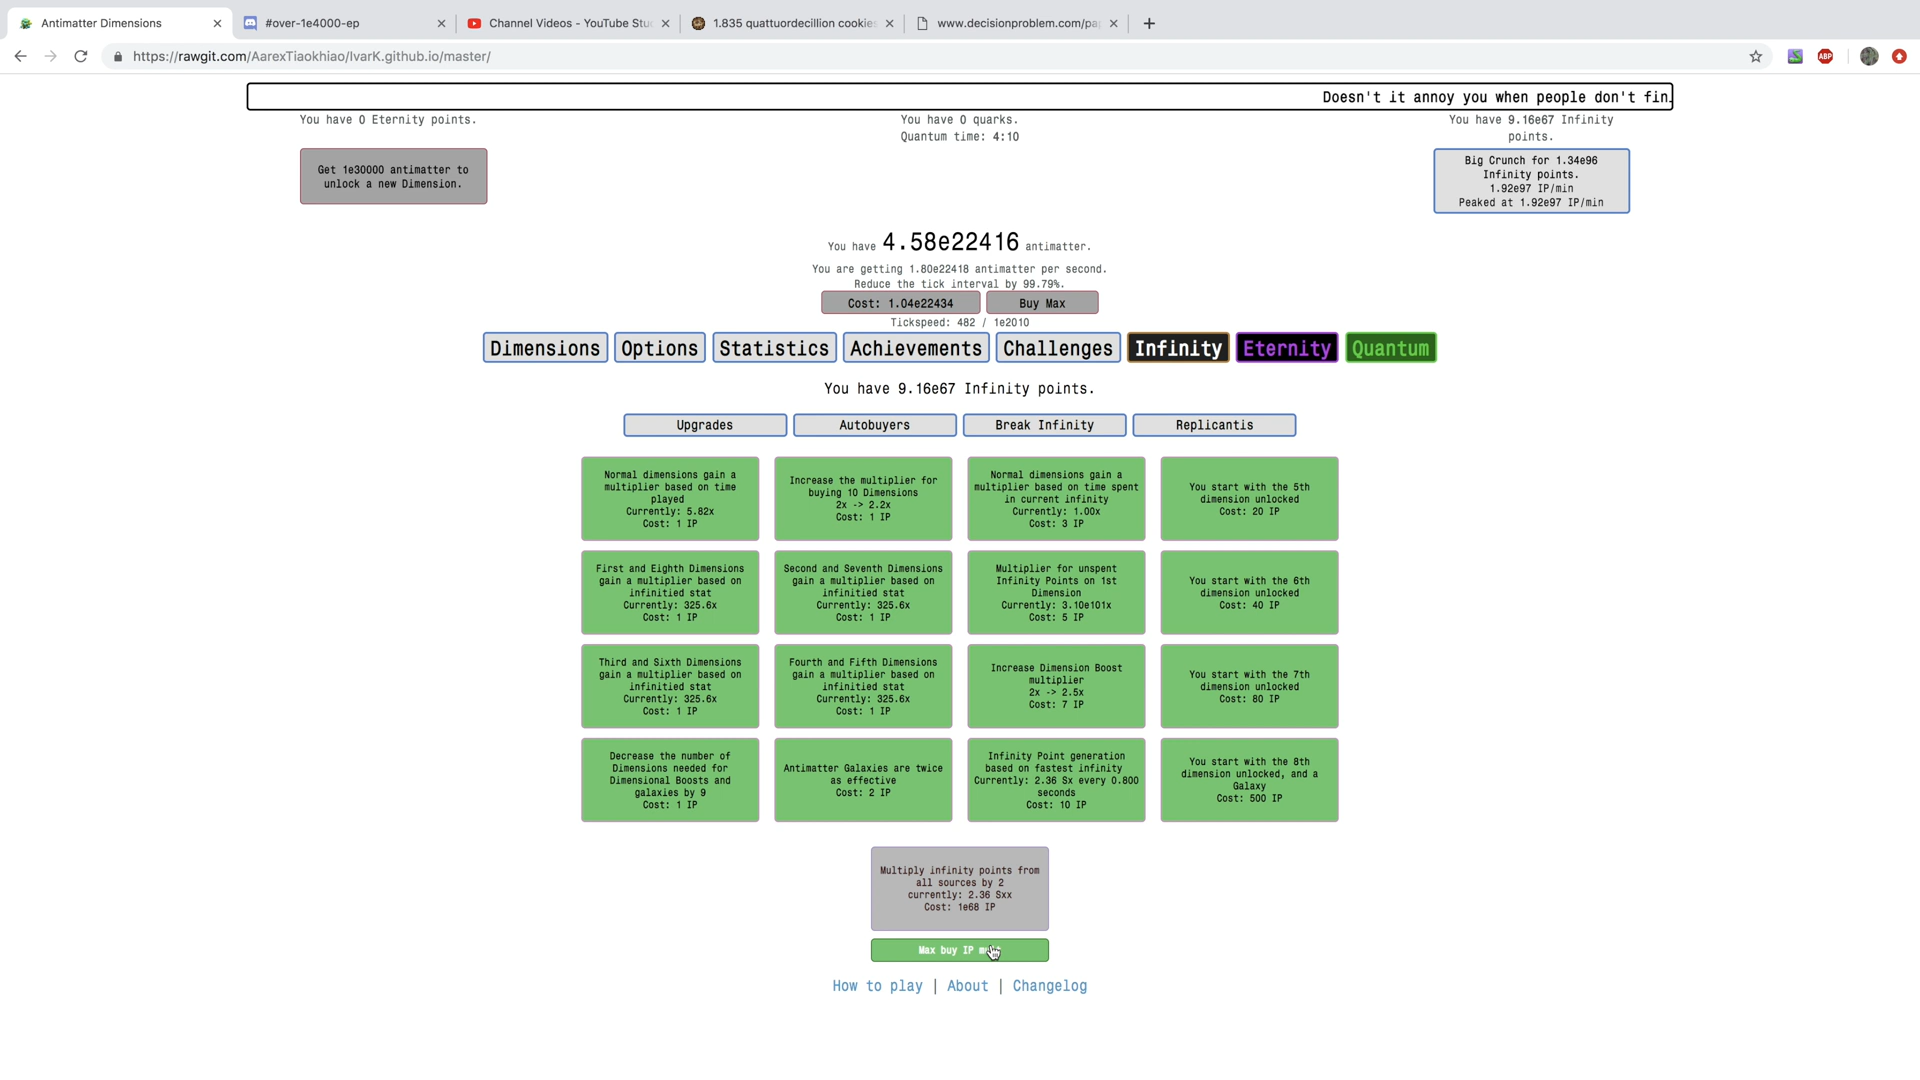 Antimatter Dimensions
#over-1e4000-ep
Channel Videos - YouTube Stu
1.835 quattuordecillion cookies
www.decisionproblem.com/pa
https://rawgit.com/AarexTiaokhiao/IvarK.github.io/master/
ABP
Doesn't it annoy you when people don't fin
You have 0 Eternity points.
You have 0 quarks.
Quantum time: 4:10
You have 9.16e67 Infinity
points.
Get 1e30000 antimatter to
unlock a new Dimension.
Big Crunch for 1.34e96
Infinity points.
1.92e97 IP/min
Peaked at 1.92e97 IP/min
You have 4.58e22416 antimatter.
You are getting 1.80e22418 antimatter per second.
Reduce the tick interval by 99.79%.
Cost: 1.04e22434
Buy Max
Tickspeed: 482 / 1e2010
Dimensions
Options
Statistics
Achievements
Challenges
Infinity
Eternity
Quantum
You have 9.16e67 Infinity points.
Upgrades
Autobuyers
Break Infinity
Replicantis
Normal dimensions gain a
multiplier based on time
played
Currently: 5.82x
Cost: 1 IP
Increase the multiplier for
buying 10 Dimensions
2x -> 2.2x
Cost: 1 IP
Normal dimensions gain a
multiplier based on time spent
in current infinity
Currently: 1.00x
Cost: 3 IP
You start with the 5th
dimension unlocked
Cost: 20 IP
First and Eighth Dimensions
gain a multiplier based on
infinitied stat
Currently: 325.6x
Cost: 1 IP
Second and Seventh Dimensions
gain a multiplier based on
infinitied stat
Currently: 325.6x
Cost: 1 IP
Multiplier for unspent
Infinity Points on 1st
Dimension
Currently: 3.10e101x
Cost: 5 IP
You start with the 6th
dimension unlocked
Cost: 40 IP
Third and Sixth Dimensions
gain a multiplier based on
infinitied stat
Currently: 325.6x
Cost: 1 IP
Fourth and Fifth Dimensions
gain a multiplier based on
infinitied stat
Currently: 325.6x
Cost: 1 IP
Increase Dimension Boost
multiplier
2x -> 2.5x
Cost: 7 IP
You start with the 7th
dimension unlocked
Cost: 80 IP
Decrease the number of
Dimensions needed for
Dimensional Boosts and
galaxies by 9
Cost: 1 IP
Antimatter Galaxies are twice
as effective
Cost: 2 IP
Infinity Point generation
based on fastest infinity
Currently: 2.36 Sx every 0.800
seconds
Cost: 10 IP
You start with the 8th
dimension unlocked, and a
Galaxy
Cost: 500 IP
Multiply infinity points from
all sources by 2
currently: 2.36 Sxx
Cost: 1e68 IP
Max buy IP
How to play | About | Changelog